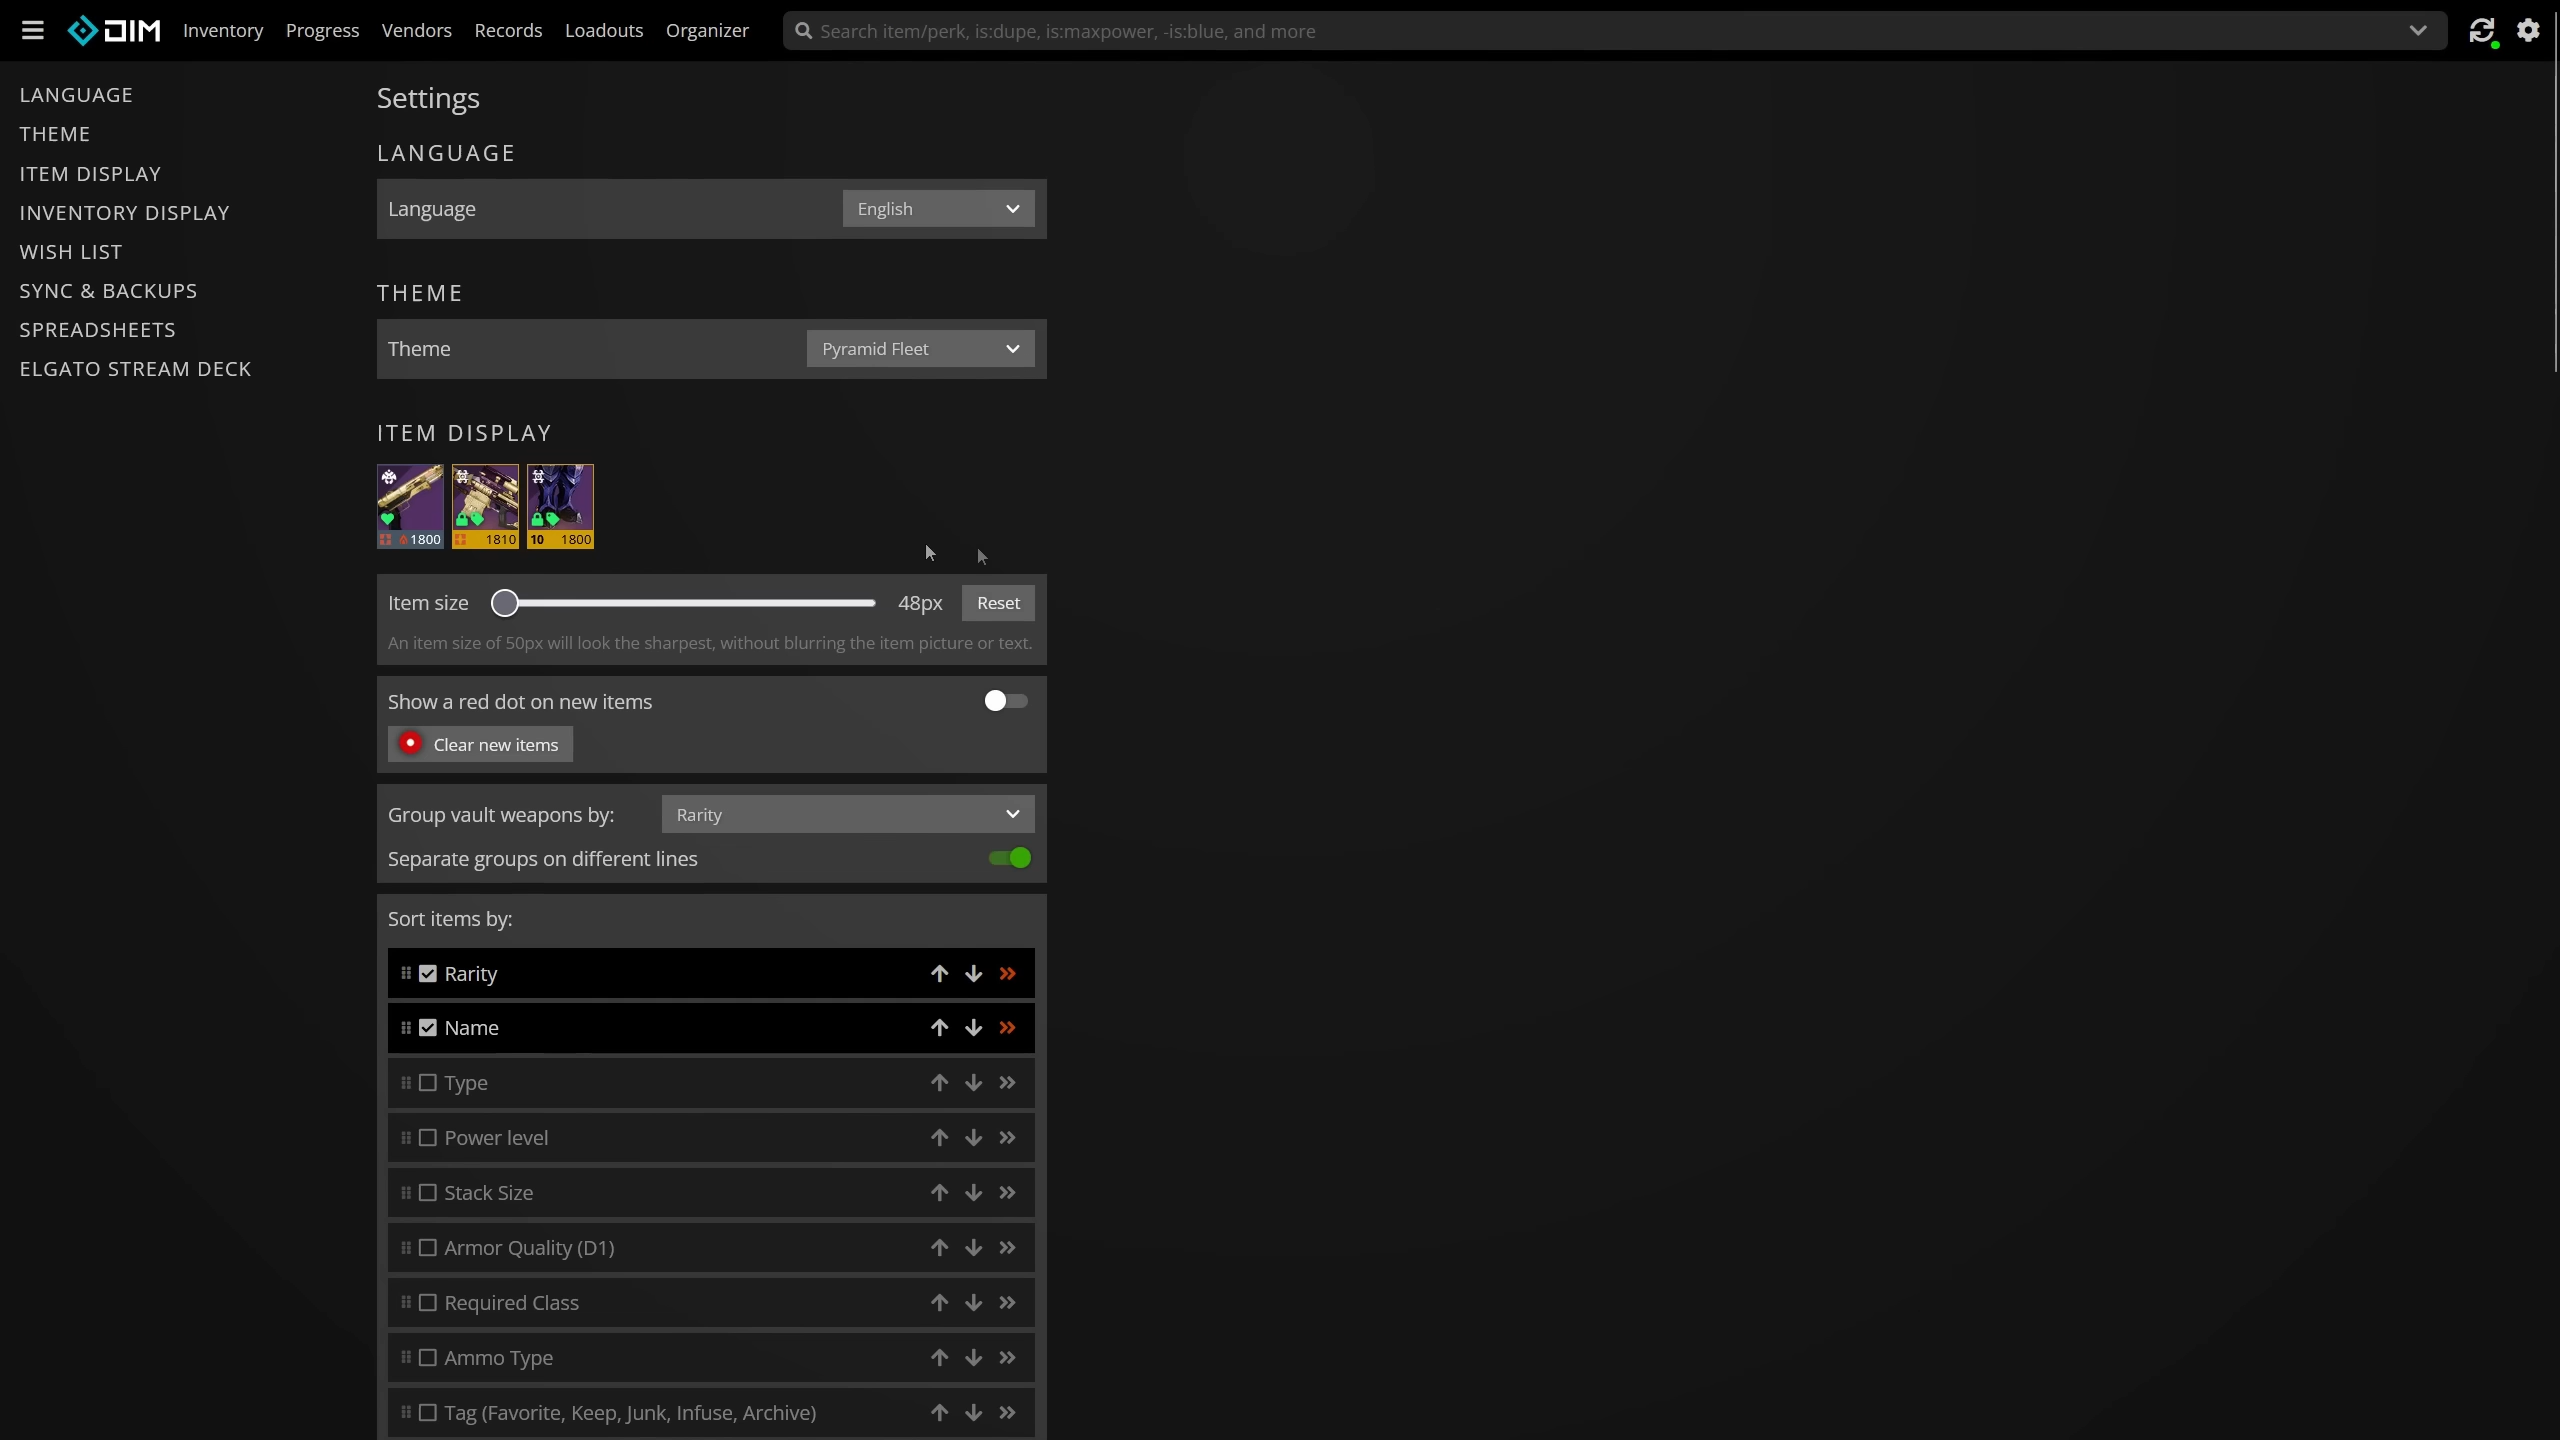 DIM Inventory Progress Vendors Records Loadouts Organizer Search item/perk, is:dupe, is:maxpower, -is:blue, and more
LANGUAGE
THEME
ITEM DISPLAY
INVENTORY DISPLAY
WISH LIST
SYNC & BACKUPS
SPREADSHEETS
ELGATO STREAM DECK
Settings
LANGUAGE
Language English
THEME
Theme Pyramid Fleet
ITEM DISPLAY
1800 1810 10 1800
Item size 48px Reset
An item size of 50px will look the sharpest, without blurring the item picture or text.
Show a red dot on new items
Clear new items
Group vault weapons by: Rarity
Separate groups on different lines
Sort items by:
Rarity
Name
Type
Power level
Stack Size
Armor Quality (D1)
Required Class
Ammo Type
Tag (Favorite, Keep, Junk, Infuse, Archive)